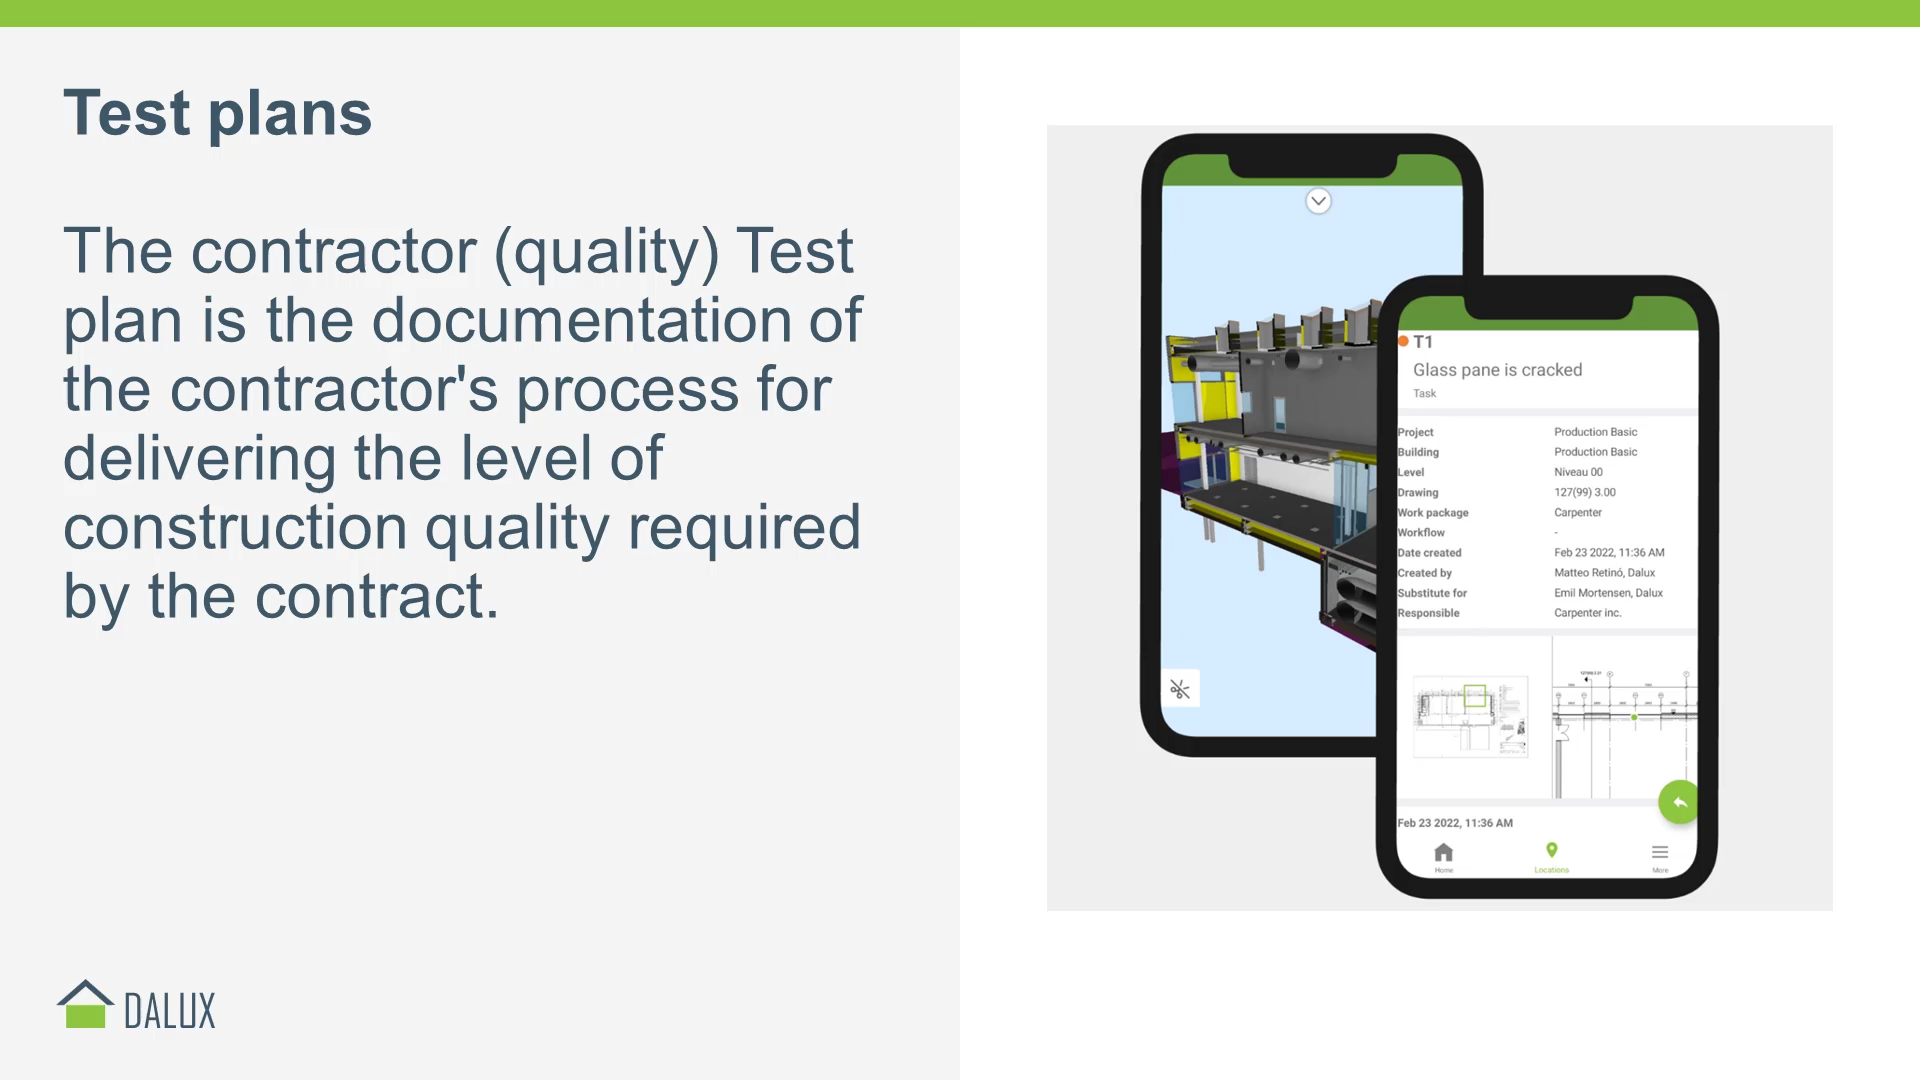 Test plans
The contractor (quality) Test
plan is the documentation of
the contractor's process for
delivering the level of
construction quality required
by the contract.
DALUX
T1
Glass pane is cracked
Task
Project Production Basic
Building Production Basic
Level Niveau 00
Drawing 127(99) 3.00
Work package Carpenter
Workflow -
Date created Feb 23 2022, 11:36 AM
Created by Matteo Retinó, Dalux
Substitute for Emil Mortensen, Dalux
Responsible Carpenter inc.
Feb 23 2022, 11:36 AM
Home Locations More